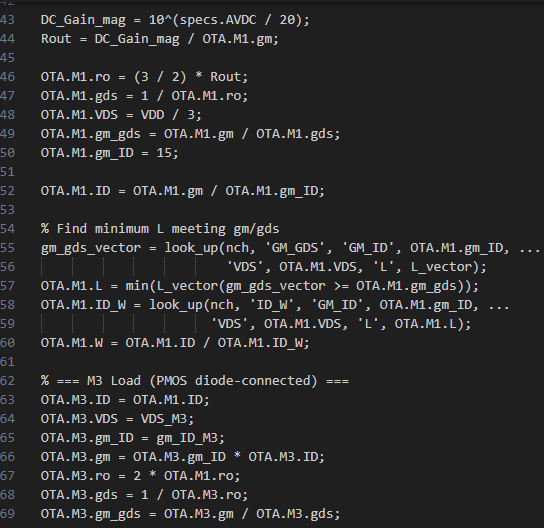 43 DC_Gain_mag = 10^(specs.AVDC / 20);
44 Rout = DC_Gain_mag / OTA.M1.gm;
45
46 OTA.M1.ro = (3 / 2) * Rout;
47 OTA.M1.gds = 1 / OTA.M1.ro;
48 OTA.M1.VDS = VDD / 3;
49 OTA.M1.gm_gds = OTA.M1.gm / OTA.M1.gds;
50 OTA.M1.gm_ID = 15;
51
52 OTA.M1.ID = OTA.M1.gm / OTA.M1.gm_ID;
53
54 % Find minimum L meeting gm/gds
55 gm_gds_vector = look_up(nch, 'GM_GDS', 'GM_ID', OTA.M1.gm_ID, ...
56 'VDS', OTA.M1.VDS, 'L', L_vector);
57 OTA.M1.L = min(L_vector(gm_gds_vector >= OTA.M1.gm_gds));
58 OTA.M1.ID_W = look_up(nch, 'ID_W', 'GM_ID', OTA.M1.gm_ID, ...
59 'VDS', OTA.M1.VDS, 'L', OTA.M1.L);
60 OTA.M1.W = OTA.M1.ID / OTA.M1.ID_W;
61
62 % === M3 Load (PMOS diode-connected) ===
63 OTA.M3.ID = OTA.M1.ID;
64 OTA.M3.VDS = VDS_M3;
65 OTA.M3.gm_ID = gm_ID_M3;
66 OTA.M3.gm = OTA.M3.gm_ID * OTA.M3.ID;
67 OTA.M3.ro = 2 * OTA.M1.ro;
68 OTA.M3.gds = 1 / OTA.M3.ro;
69 OTA.M3.gm_gds = OTA.M3.gm / OTA.M3.gds;